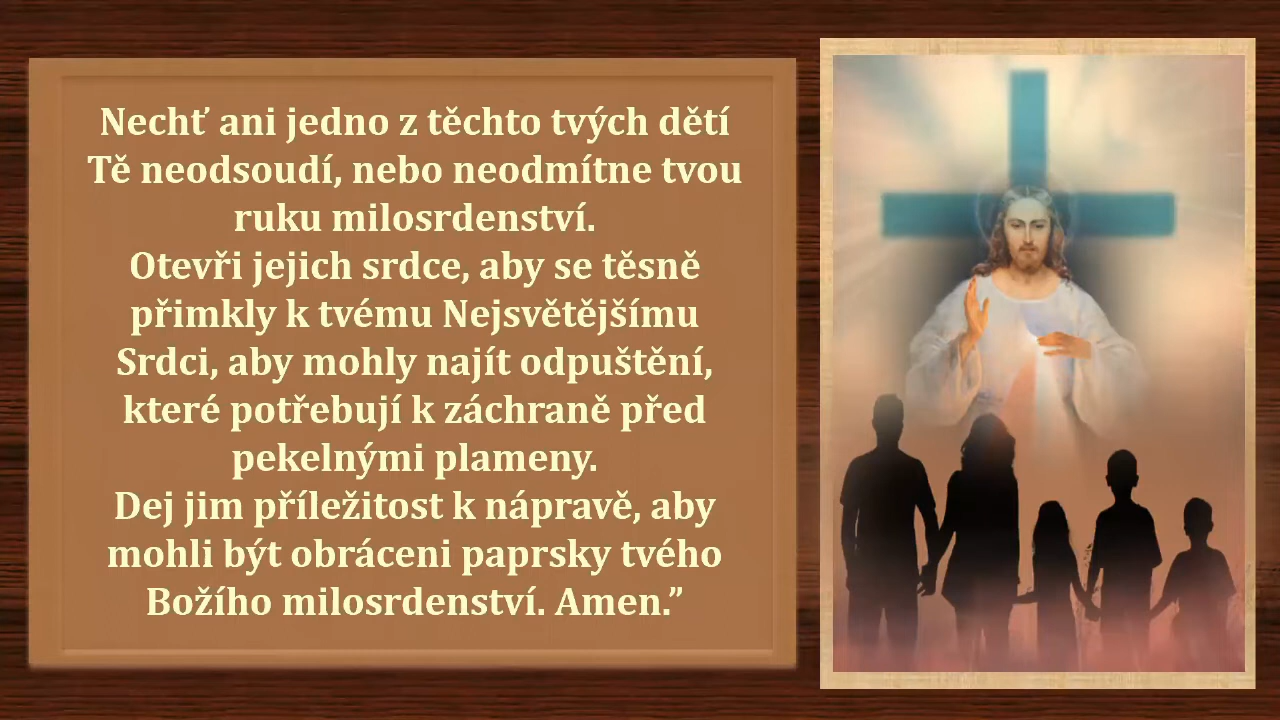 Nechť ani jedno z těchto tvých dětí
Tě neodsoudí, nebo neodmítne tvou
ruku milosrdenství.
Otevři jejich srdce, aby se těsně
přimkly k tvému Nejsvětějšímu
Srdci, aby mohly najít odpuštění,
které potřebují k záchraně před
pekelnými plameny.
Dej jim příležitost k nápravě, aby
mohli být obráceni paprsky tvého
Božího milosrdenství. Amen.”